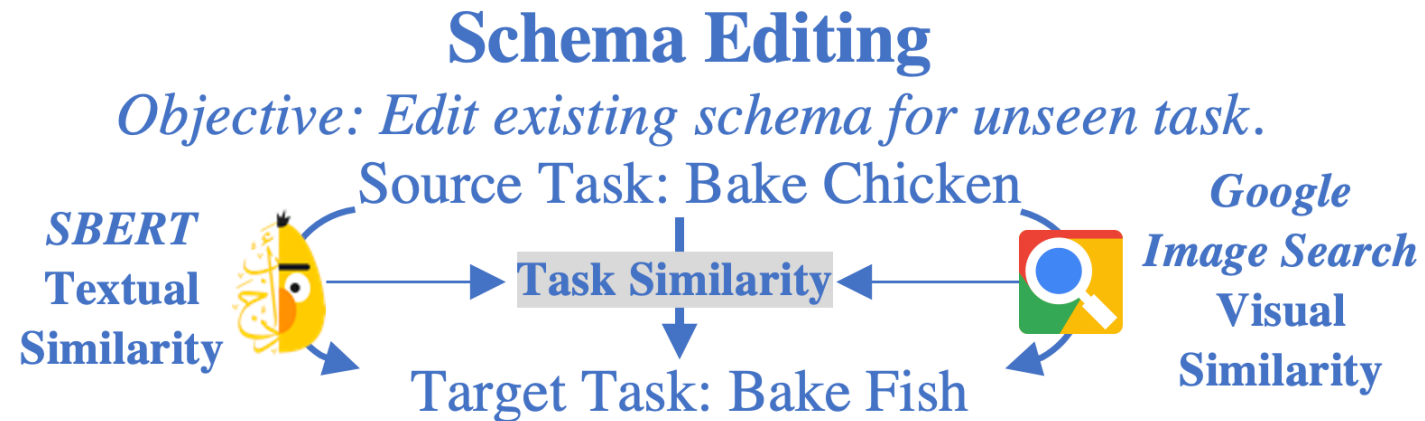 Schema Editing
Objective: Edit existing schema for unseen task.
Source Task: Bake Chicken
SBERT
Textual
Similarity
Task Similarity
Google
Image Search
Visual
Similarity
Target Task: Bake Fish